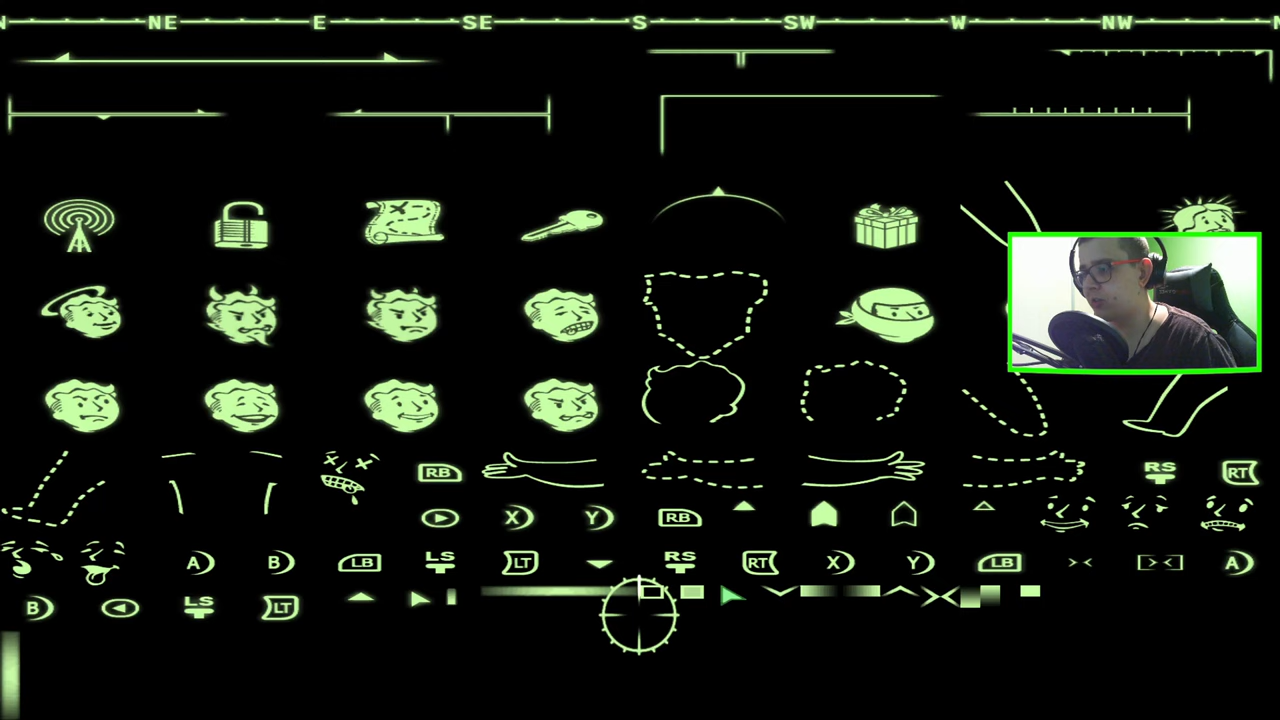 N NE E SE S SW W NW N
RB RS RT
X Y RB
A B LB LS LT RS RT X Y LB A
B LS LT